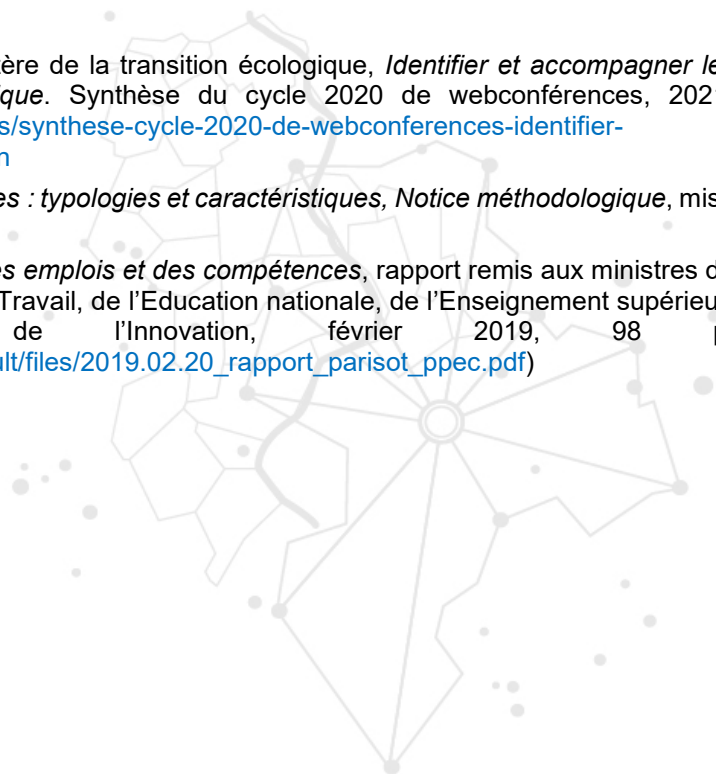 tère de la transition écologique, Identifier et accompagner le
ique. Synthèse du cycle 2020 de webconférences, 202
s/synthese-cycle-2020-de-webconferences-identifier-
n
es : typologies et caractéristiques, Notice méthodologique, mis
es emplois et des compétences, rapport remis aux ministres d
Travail, de l’Education nationale, de l’Enseignement supérieu
de l’Innovation, février 2019, 98 p
ult/files/2019.02.20_rapport_parisot_ppec.pdf)